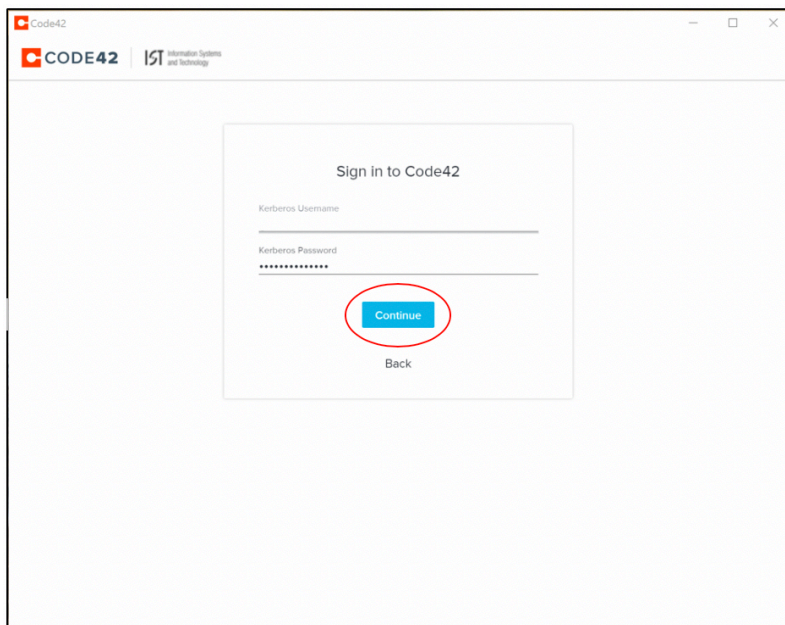 Code42
CODE42 IST Information Systems
and Technology
Sign in to Code42
Kerberos Username
Kerberos Password
••••••••••••••
Continue
Back